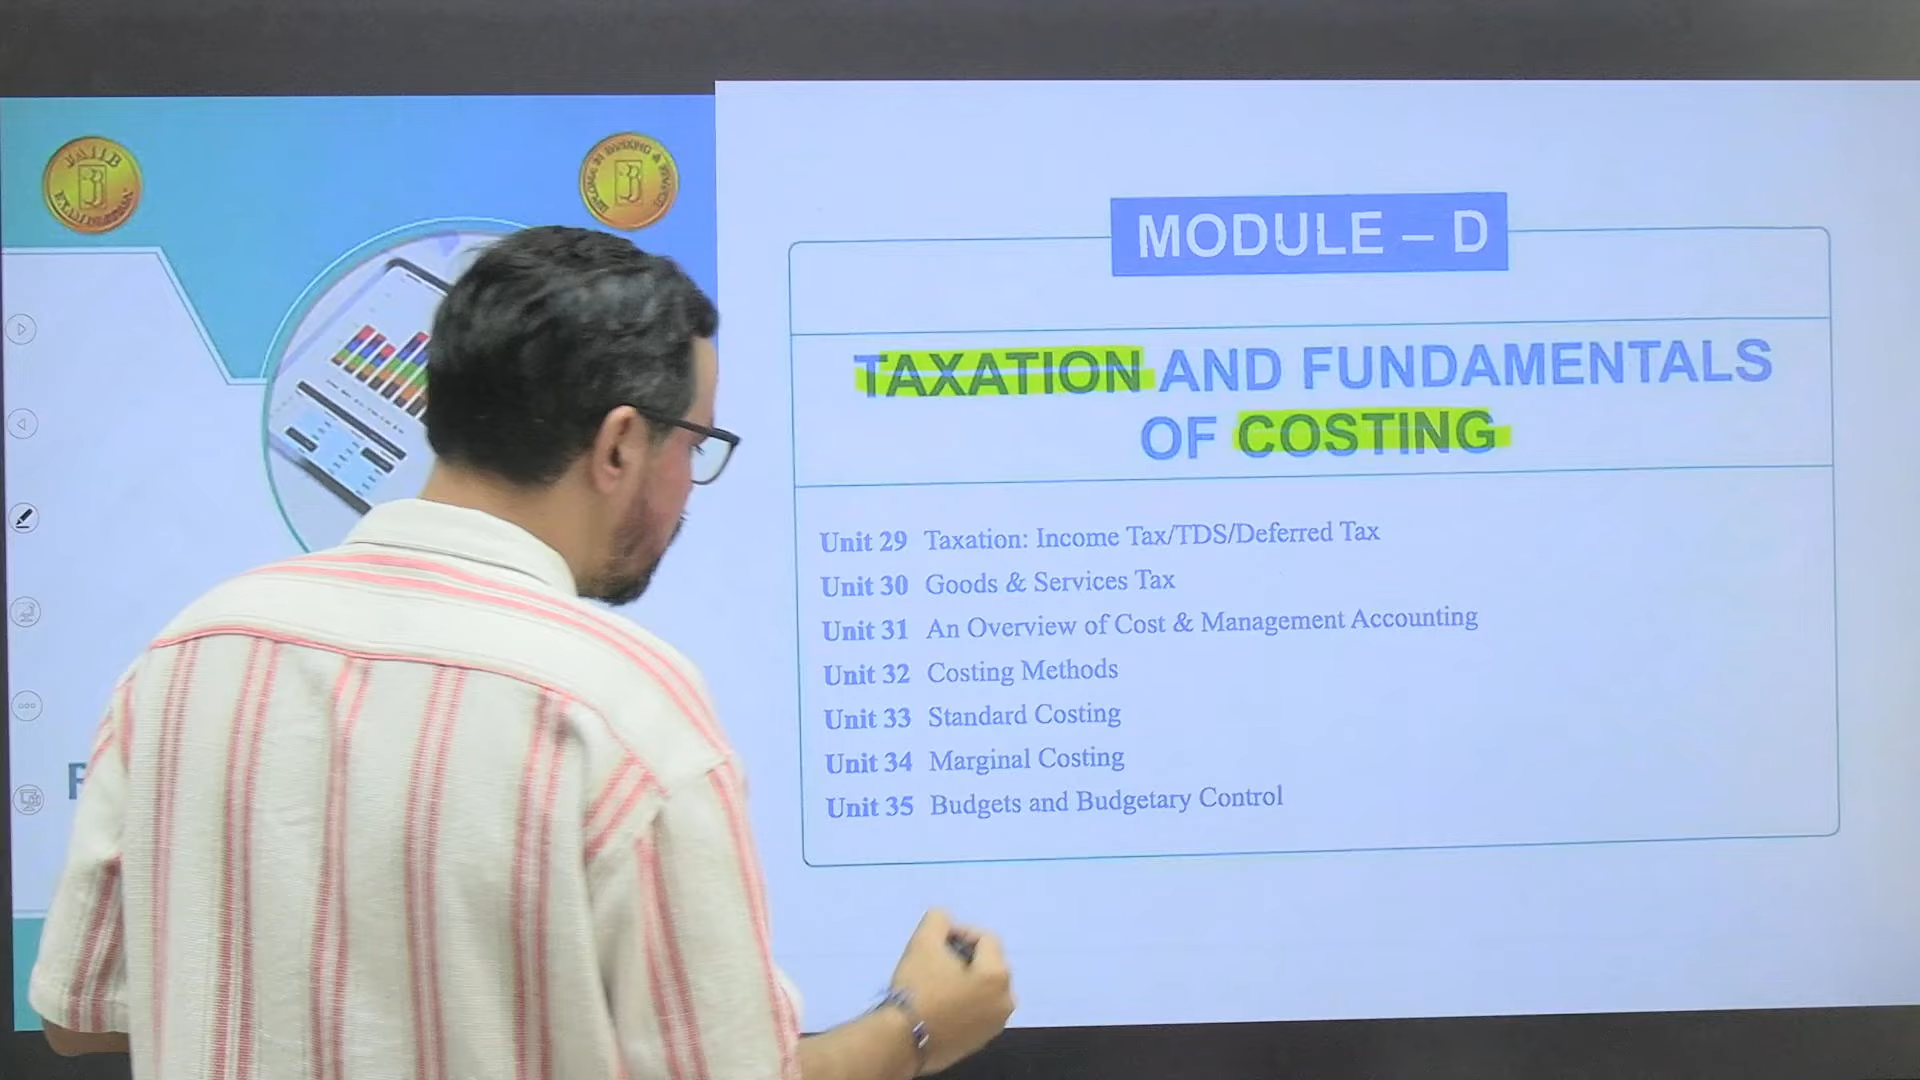 JAIIB
MODULE – D
TAXATION AND FUNDAMENTALS
OF COSTING
Unit 29 Taxation: Income Tax/TDS/Deferred Tax
Unit 30 Goods & Services Tax
Unit 31 An Overview of Cost & Management Accounting
Unit 32 Costing Methods
Unit 33 Standard Costing
Unit 34 Marginal Costing
Unit 35 Budgets and Budgetary Control